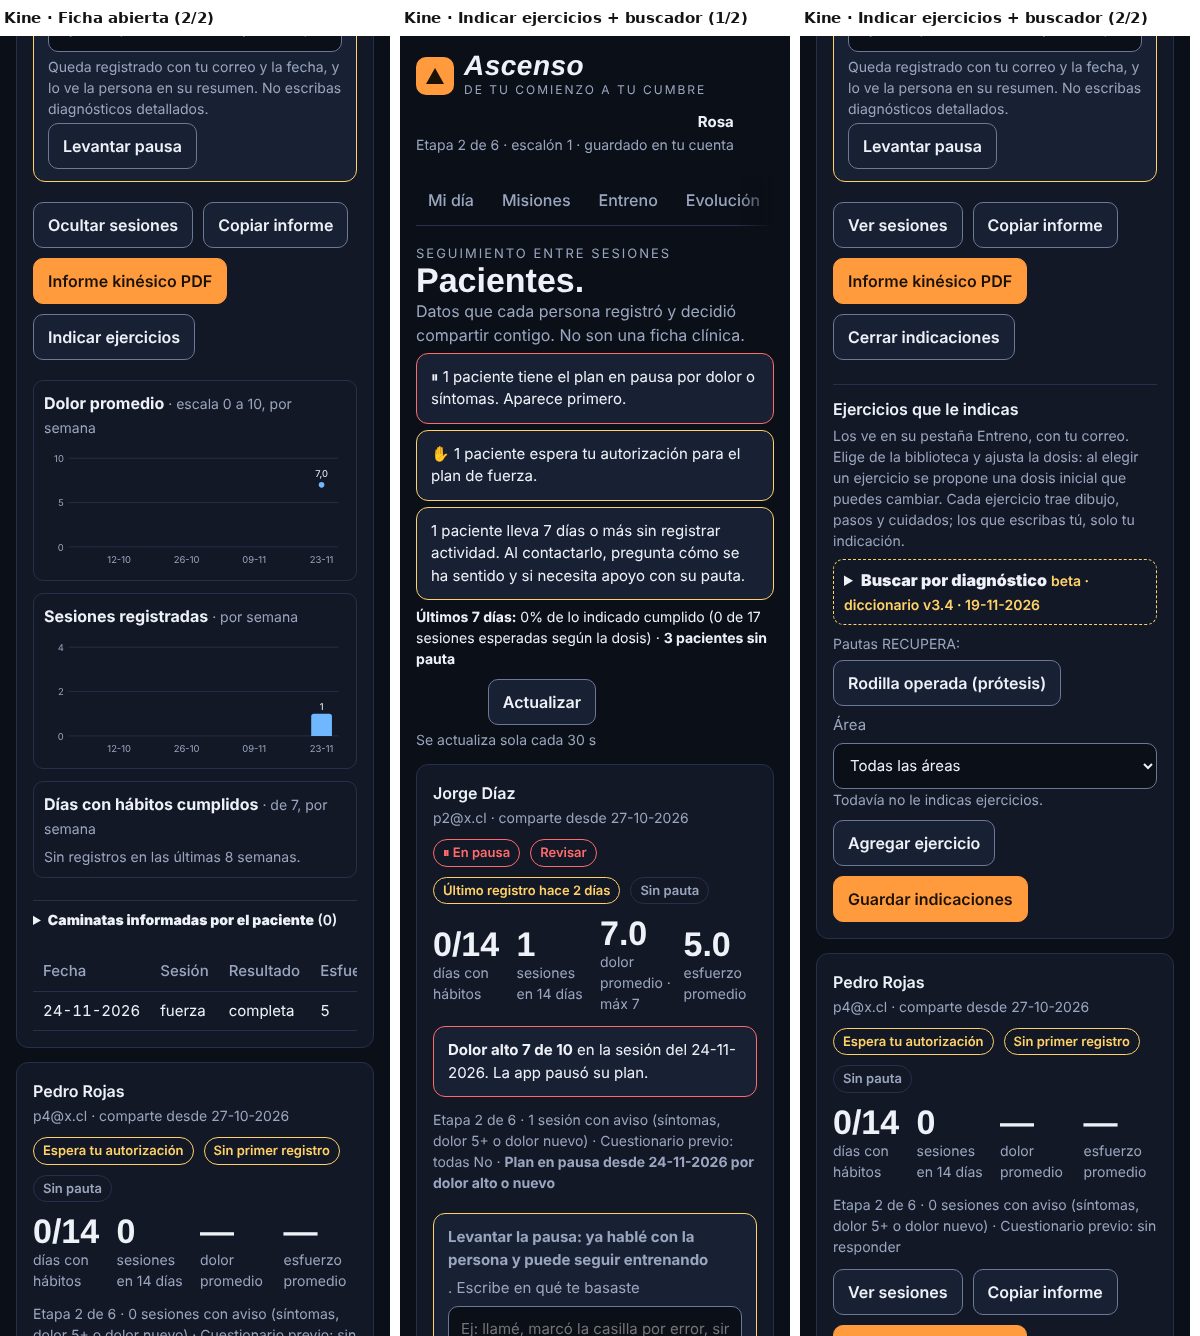 Kine · Ficha abierta (2/2)
Queda registrado con tu correo y la fecha, y
lo ve la persona en su resumen. No escribas
diagnósticos detallados.
Levantar pausa
Ocultar sesiones
Copiar informe
Informe kinésico PDF
Indicar ejercicios
Dolor promedio · escala 0 a 10, por
semana
10
7,0
5
0
12-10 26-10 09-11 23-11
Sesiones registradas · por semana
4
2
1
0
12-10 26-10 09-11 23-11
Días con hábitos cumplidos · de 7, por
semana
Sin registros en las últimas 8 semanas.
▶ Caminatas informadas por el paciente (0)
Fecha Sesión Resultado Esfue
24-11-2026 fuerza completa 5
Pedro Rojas
p4@x.cl · comparte desde 27-10-2026
Espera tu autorización
Sin primer registro
Sin pauta
0/14 0 — —
días con sesiones dolor esfuerzo
hábitos en 14 días promedio promedio
Etapa 2 de 6 · 0 sesiones con aviso (síntomas,
dolor 5+ o dolor nuevo) · Cuestionario previo: sin
Kine · Indicar ejercicios + buscador (1/2)
Ascenso
DE TU COMIENZO A TU CUMBRE
Rosa
Etapa 2 de 6 · escalón 1 · guardado en tu cuenta
Mi día Misiones Entreno Evolución
SEGUIMIENTO ENTRE SESIONES
Pacientes.
Datos que cada persona registró y decidió
compartir contigo. No son una ficha clínica.
⏸ 1 paciente tiene el plan en pausa por dolor o
síntomas. Aparece primero.
✋ 1 paciente espera tu autorización para el
plan de fuerza.
1 paciente lleva 7 días o más sin registrar
actividad. Al contactarlo, pregunta cómo se
ha sentido y si necesita apoyo con su pauta.
Últimos 7 días: 0% de lo indicado cumplido (0 de 17
sesiones esperadas según la dosis) · 3 pacientes sin
pauta
Actualizar
Se actualiza sola cada 30 s
Jorge Díaz
p2@x.cl · comparte desde 27-10-2026
⏸ En pausa
Revisar
Último registro hace 2 días
Sin pauta
0/14 1 7.0 5.0
días con sesiones dolor esfuerzo
hábitos en 14 días promedio · promedio
máx 7
Dolor alto 7 de 10 en la sesión del 24-11-
2026. La app pausó su plan.
Etapa 2 de 6 · 1 sesión con aviso (síntomas,
dolor 5+ o dolor nuevo) · Cuestionario previo:
todas No · Plan en pausa desde 24-11-2026 por
dolor alto o nuevo
Levantar la pausa: ya hablé con la
persona y puede seguir entrenando
. Escribe en qué te basaste
Ej: llamé, marcó la casilla por error, sir
Kine · Indicar ejercicios + buscador (2/2)
Queda registrado con tu correo y la fecha, y
lo ve la persona en su resumen. No escribas
diagnósticos detallados.
Levantar pausa
Ver sesiones
Copiar informe
Informe kinésico PDF
Cerrar indicaciones
Ejercicios que le indicas
Los ve en su pestaña Entreno, con tu correo.
Elige de la biblioteca y ajusta la dosis: al elegir
un ejercicio se propone una dosis inicial que
puedes cambiar. Cada ejercicio trae dibujo,
pasos y cuidados; los que escribas tú, solo tu
indicación.
▶ Buscar por diagnóstico beta ·
diccionario v3.4 · 19-11-2026
Pautas RECUPERA:
Rodilla operada (prótesis)
Área
Todas las áreas
Todavía no le indicas ejercicios.
Agregar ejercicio
Guardar indicaciones
Pedro Rojas
p4@x.cl · comparte desde 27-10-2026
Espera tu autorización
Sin primer registro
Sin pauta
0/14 0 — —
días con sesiones dolor esfuerzo
hábitos en 14 días promedio promedio
Etapa 2 de 6 · 0 sesiones con aviso (síntomas,
dolor 5+ o dolor nuevo) · Cuestionario previo: sin
responder
Ver sesiones
Copiar informe